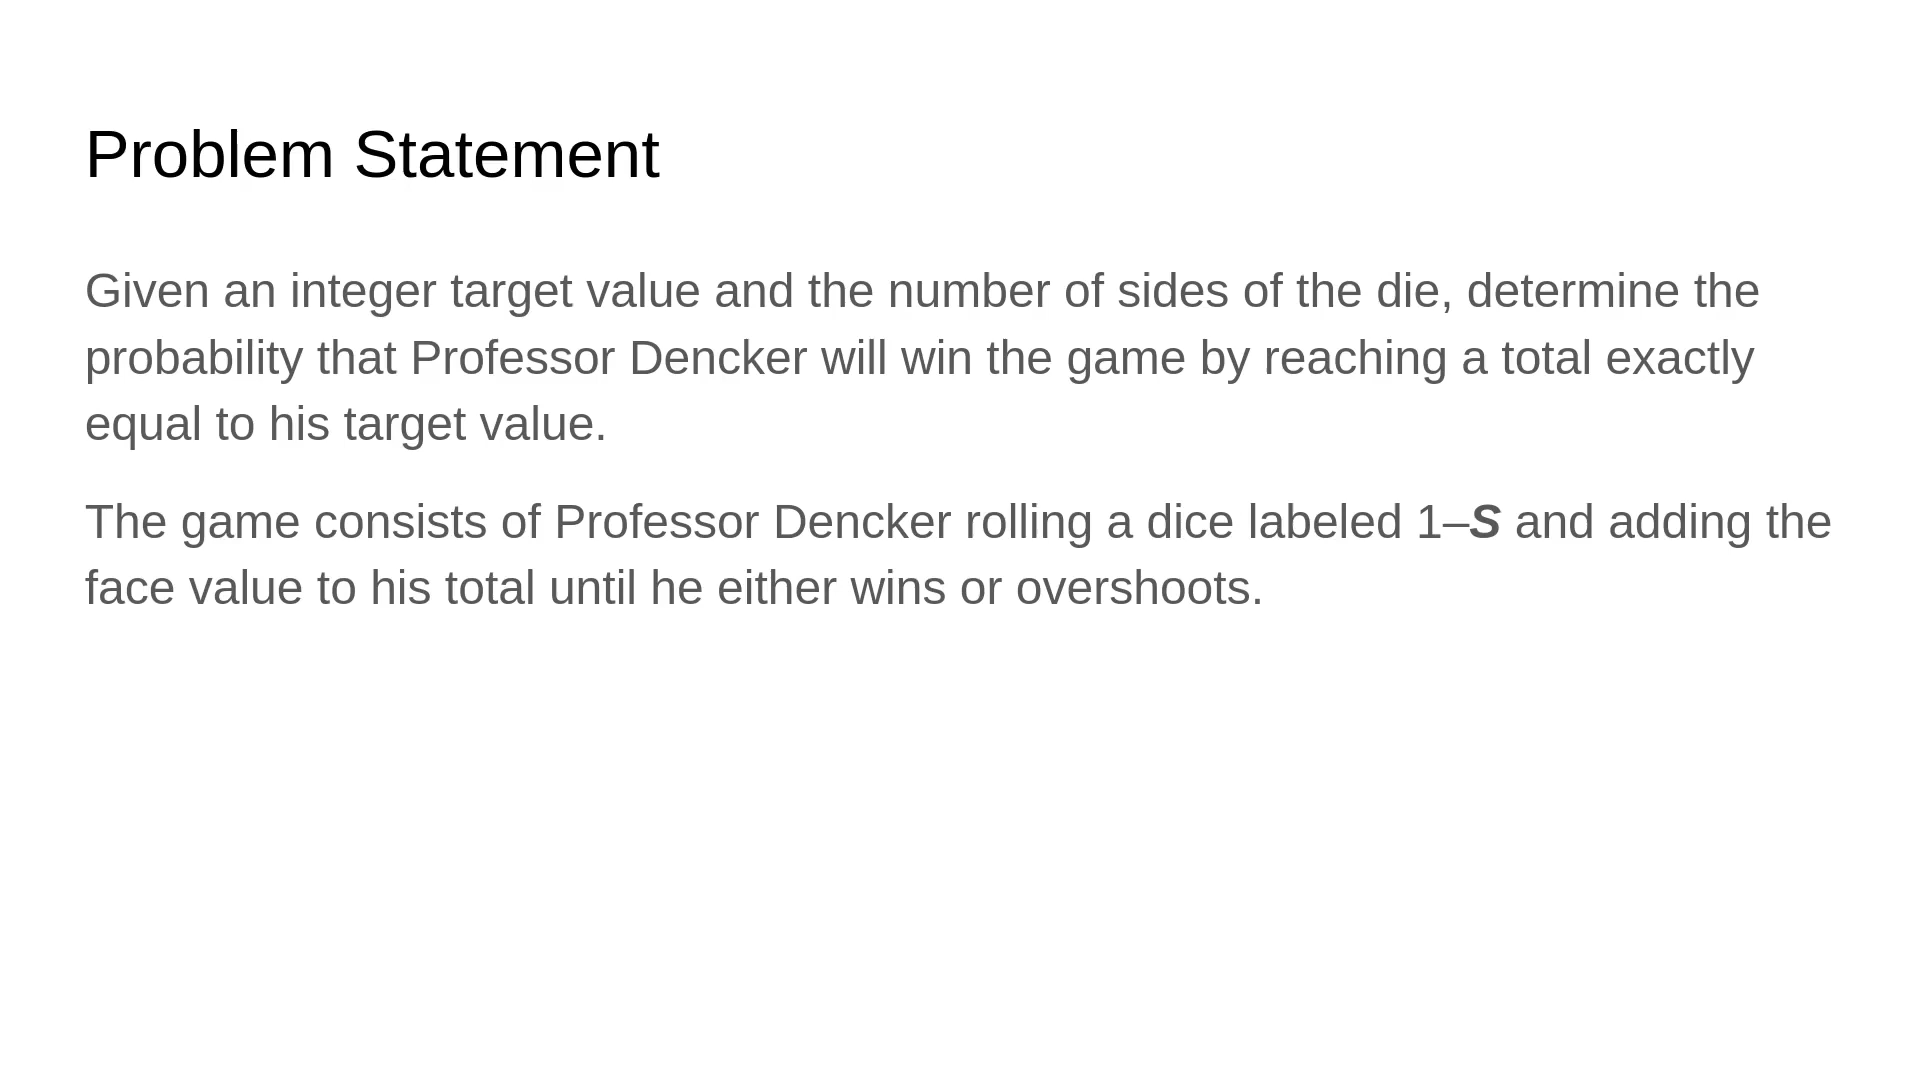 Problem Statement
Given an integer target value and the number of sides of the die, determine the
probability that Professor Dencker will win the game by reaching a total exactly
equal to his target value.
The game consists of Professor Dencker rolling a dice labeled 1–S and adding the
face value to his total until he either wins or overshoots.